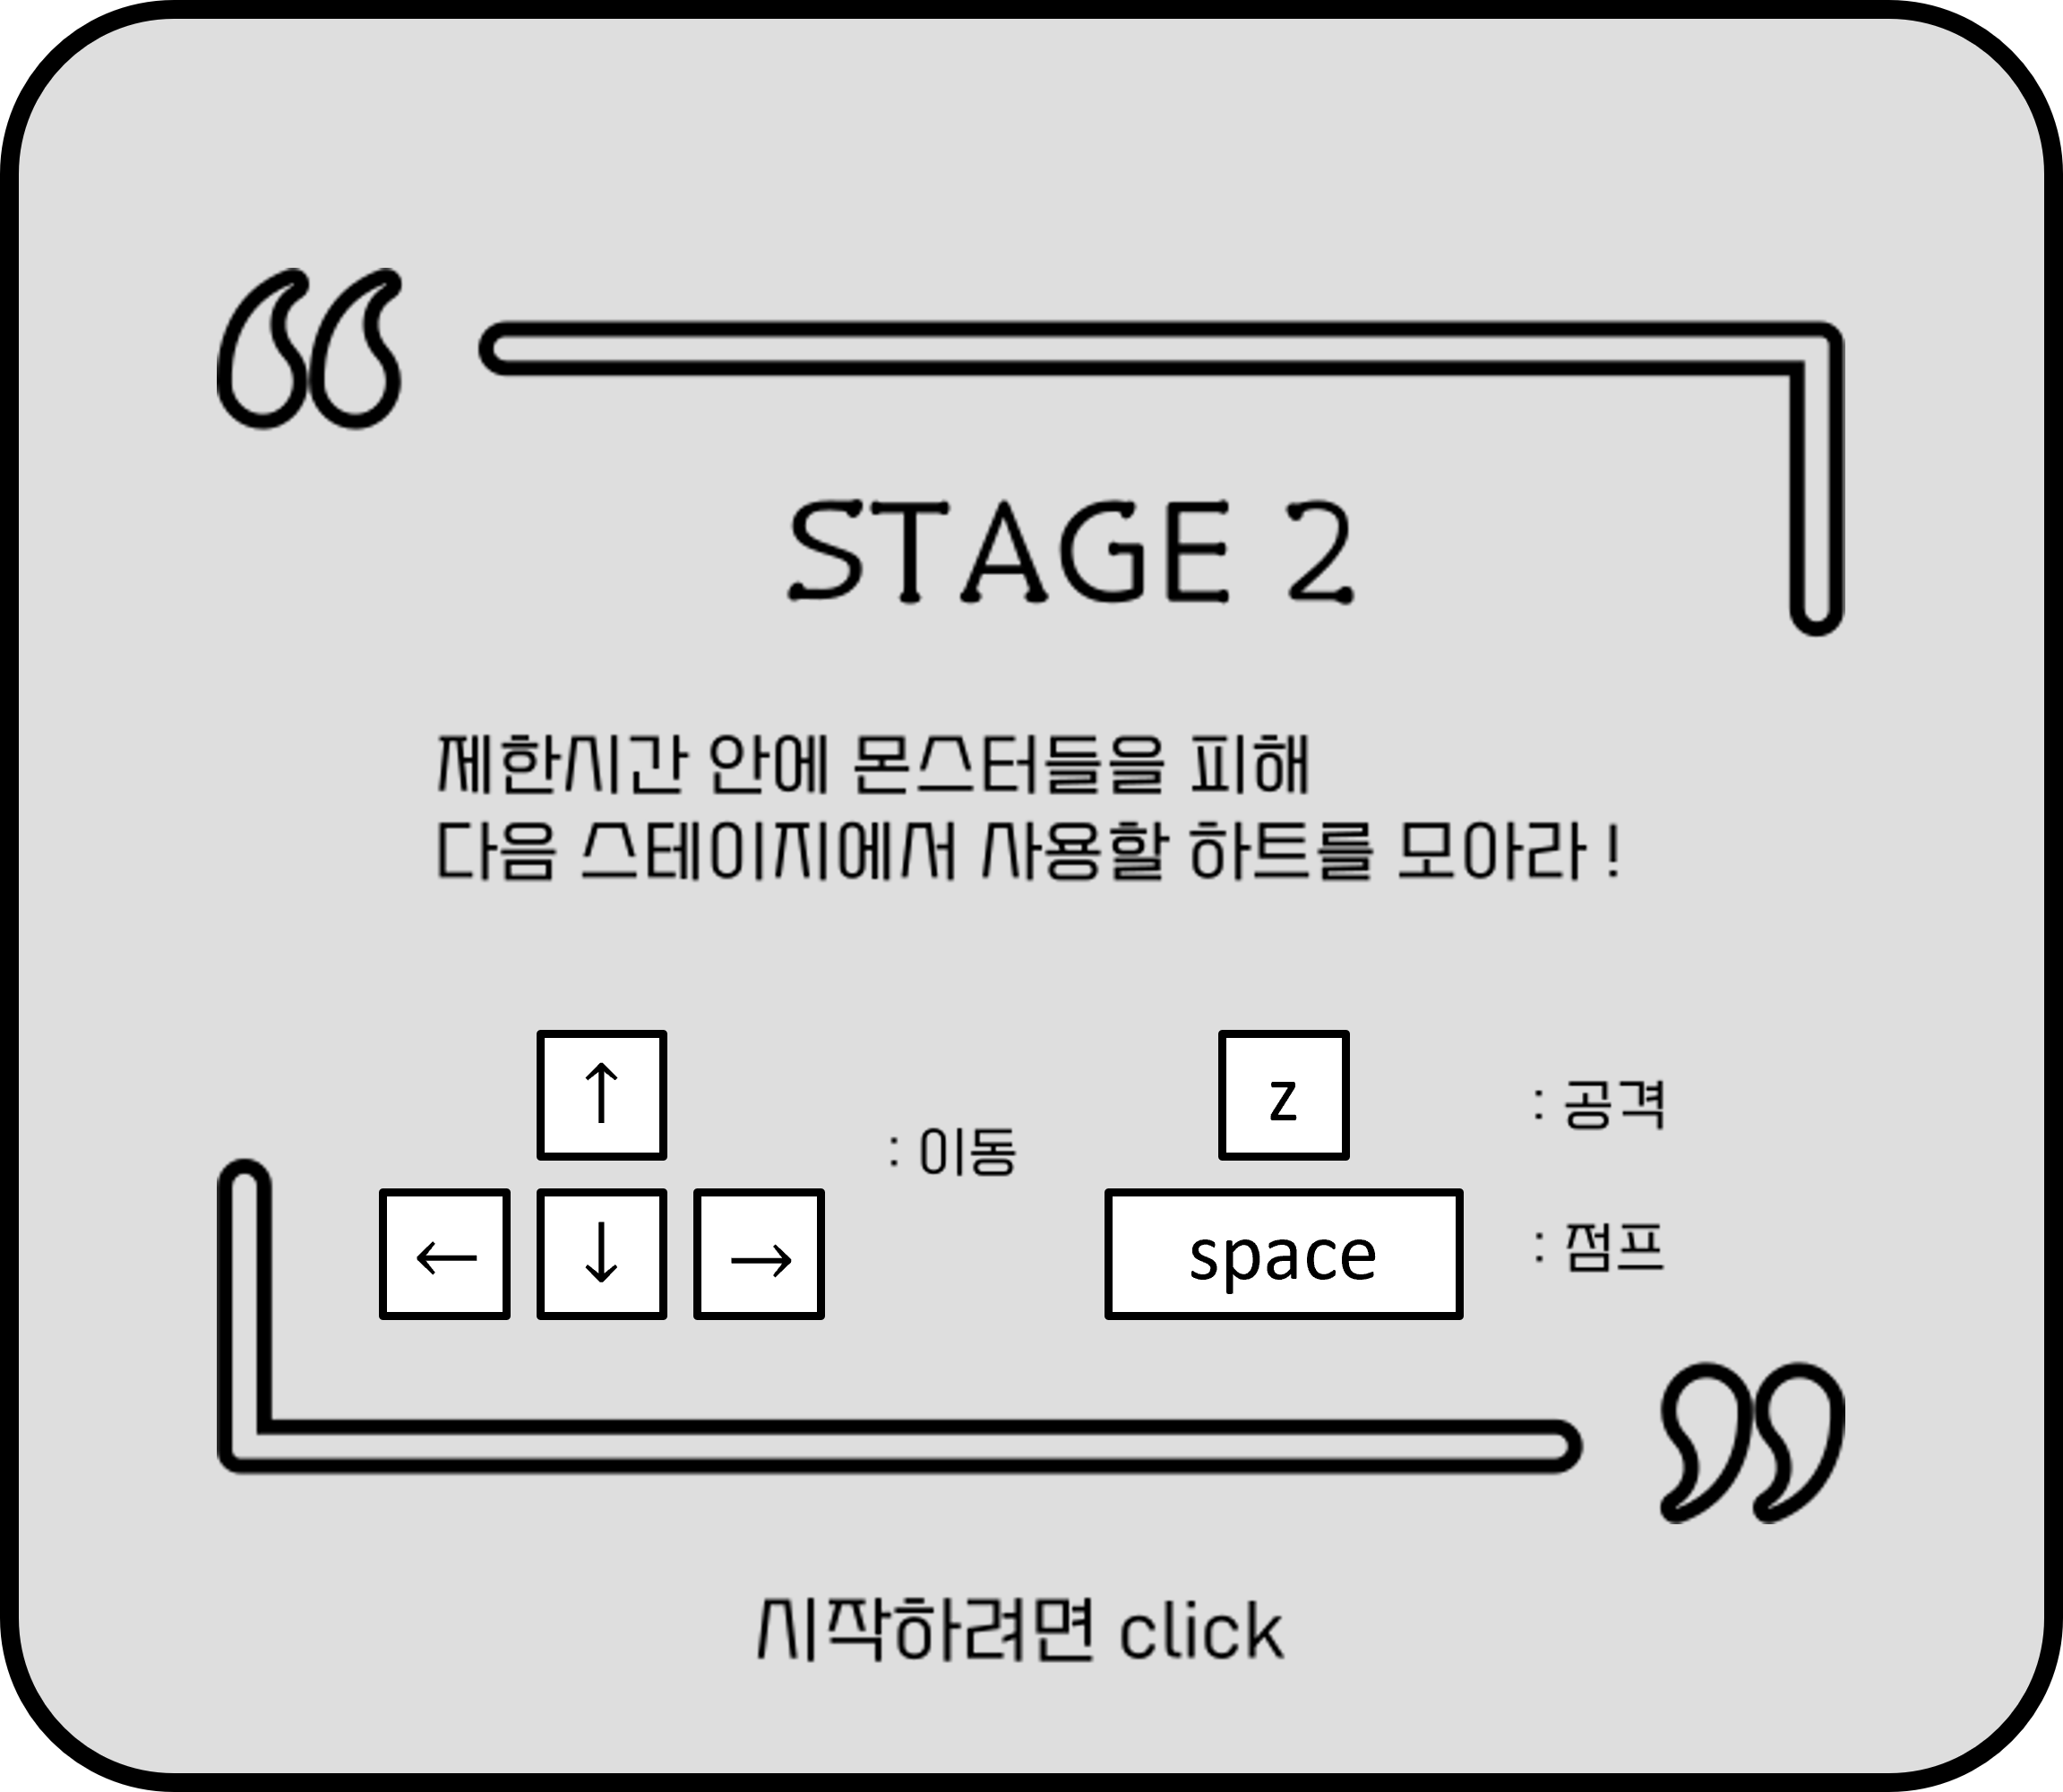 STAGE 2
제한시간 안에 몬스터들을 피해
다음 스테이지에서 사용할 하트를 모아라 !
↑
← ↓ →
: 이동
z : 공격
space : 점프
시작하려면 click